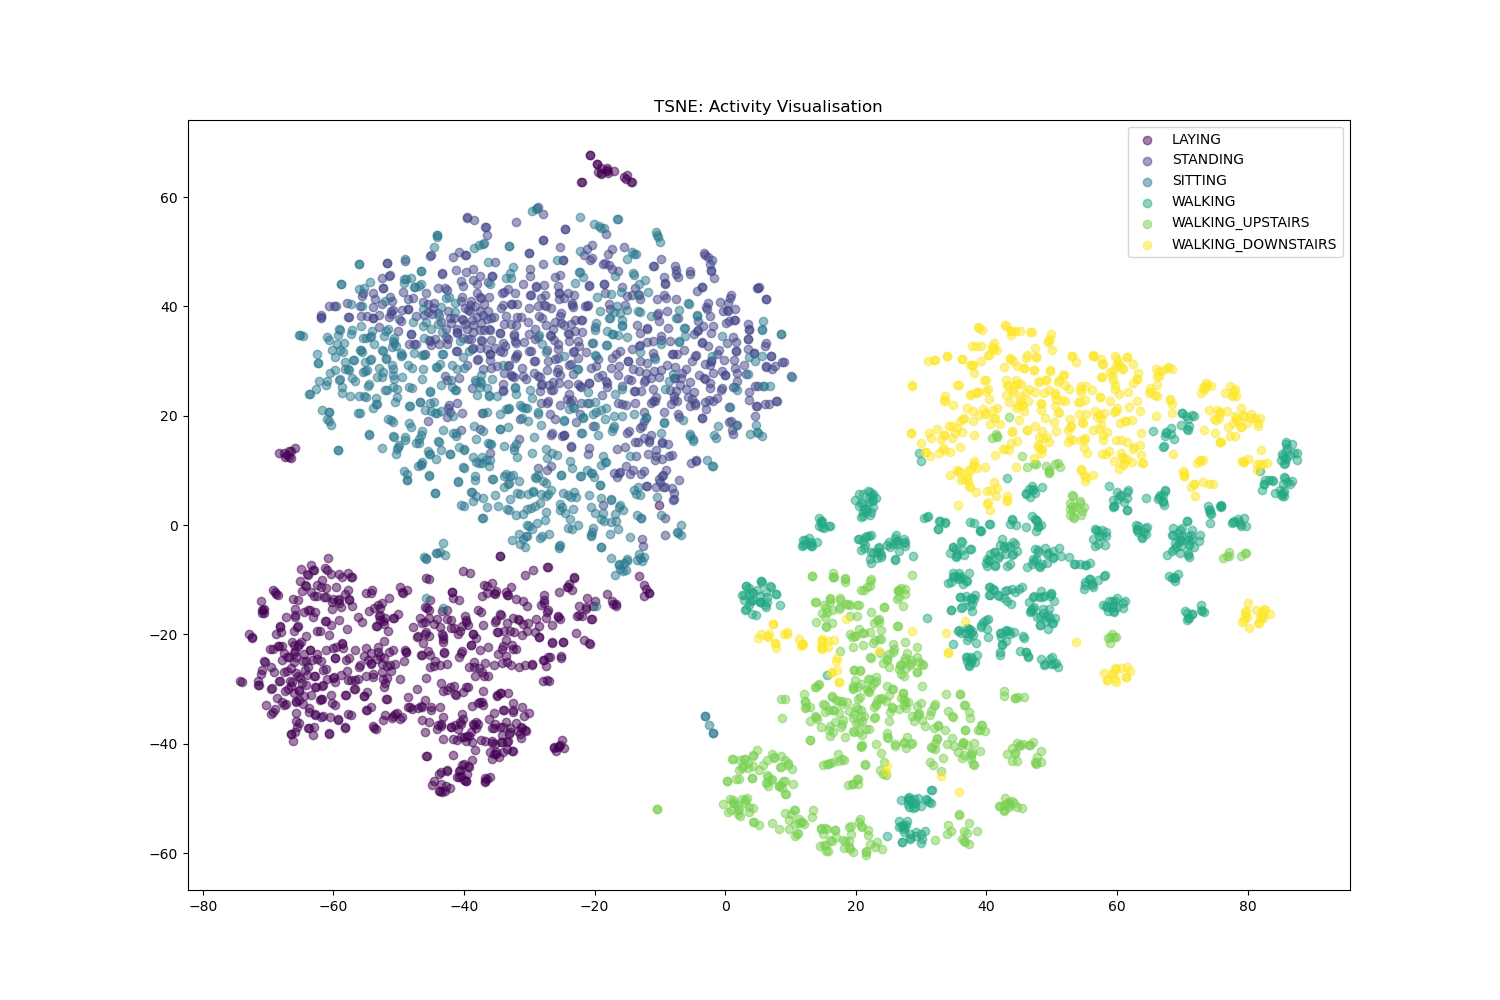 TSNE: Activity Visualisation
LAYING
STANDING
SITTING
WALKING
WALKING_UPSTAIRS
WALKING_DOWNSTAIRS
60
40
20
0
−20
−40
−60
−80 −60 −40 −20 0 20 40 60 80